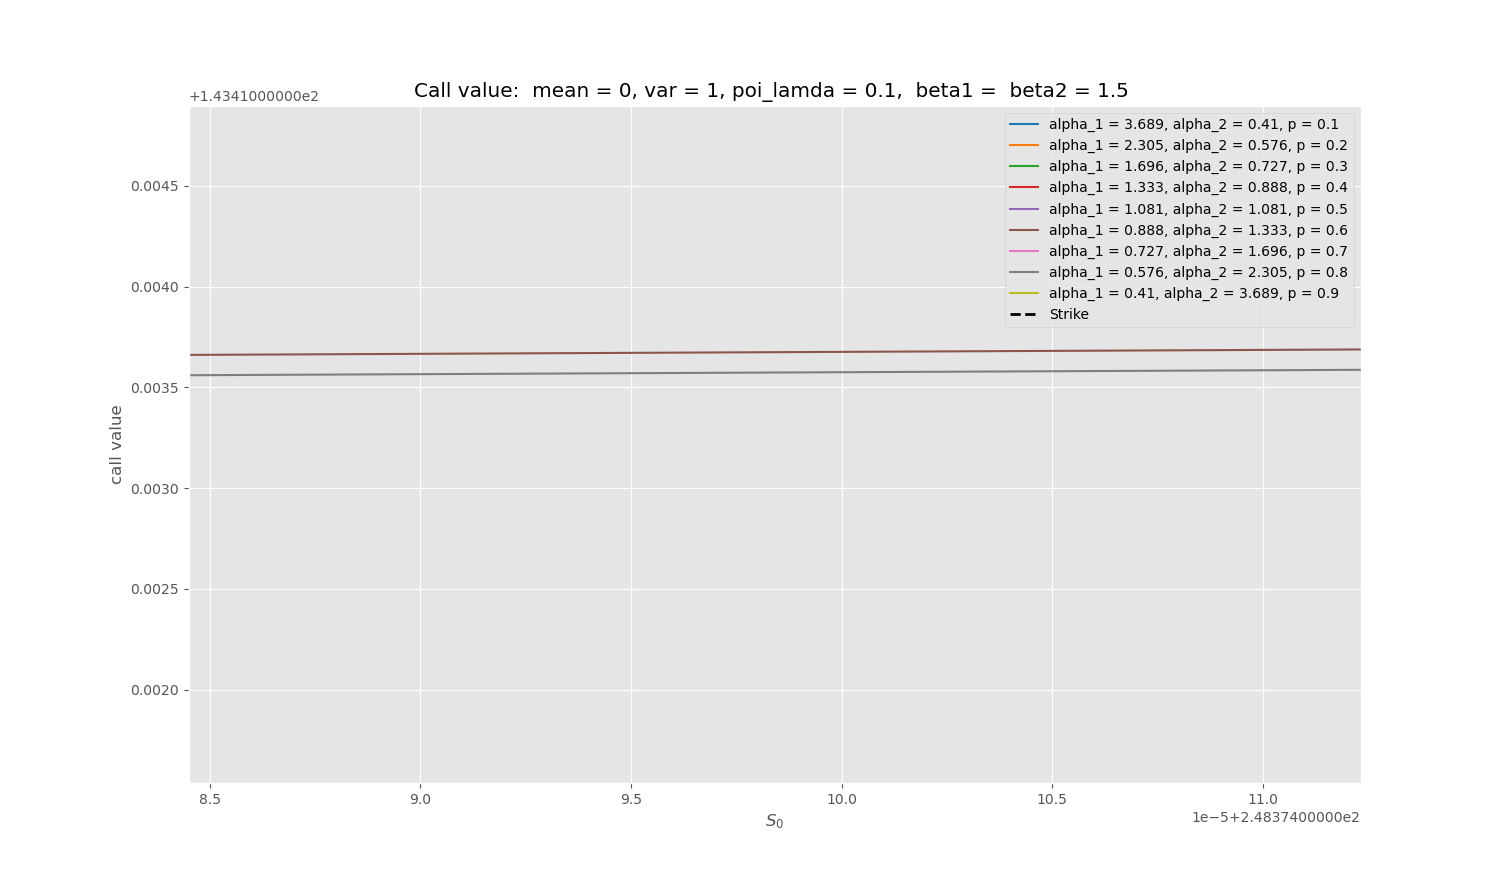 Call value:  mean = 0, var = 1, poi_lamda = 0.1,  beta1 =  beta2 = 1.5
+1.4341000000e2
alpha_1 = 3.689, alpha_2 = 0.41, p = 0.1
alpha_1 = 2.305, alpha_2 = 0.576, p = 0.2
alpha_1 = 1.696, alpha_2 = 0.727, p = 0.3
alpha_1 = 1.333, alpha_2 = 0.888, p = 0.4
alpha_1 = 1.081, alpha_2 = 1.081, p = 0.5
alpha_1 = 0.888, alpha_2 = 1.333, p = 0.6
alpha_1 = 0.727, alpha_2 = 1.696, p = 0.7
alpha_1 = 0.576, alpha_2 = 2.305, p = 0.8
alpha_1 = 0.41, alpha_2 = 3.689, p = 0.9
Strike
0.0045
0.0040
0.0035
0.0030
0.0025
0.0020
call value
8.5 9.0 9.5 10.0 10.5 11.0
S_0
1e−5+2.4837400000e2